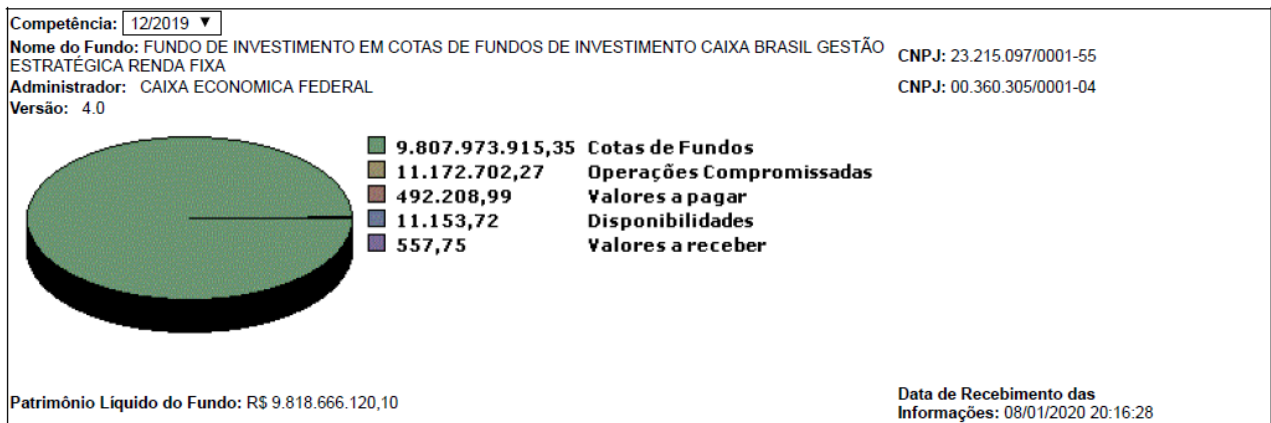 Competência: 12/2019 ▼
Nome do Fundo: FUNDO DE INVESTIMENTO EM COTAS DE FUNDOS DE INVESTIMENTO CAIXA BRASIL GESTÃO
ESTRATÉGICA RENDA FIXA
CNPJ: 23.215.097/0001-55
Administrador: CAIXA ECONOMICA FEDERAL
CNPJ: 00.360.305/0001-04
Versão: 4.0
9.807.973.915,35 Cotas de Fundos
11.172.702,27 Operações Compromissadas
492.208,99 Valores a pagar
11.153,72 Disponibilidades
557,75 Valores a receber
Patrimônio Líquido do Fundo: R$ 9.818.666.120,10
Data de Recebimento das
Informações: 08/01/2020 20:16:28